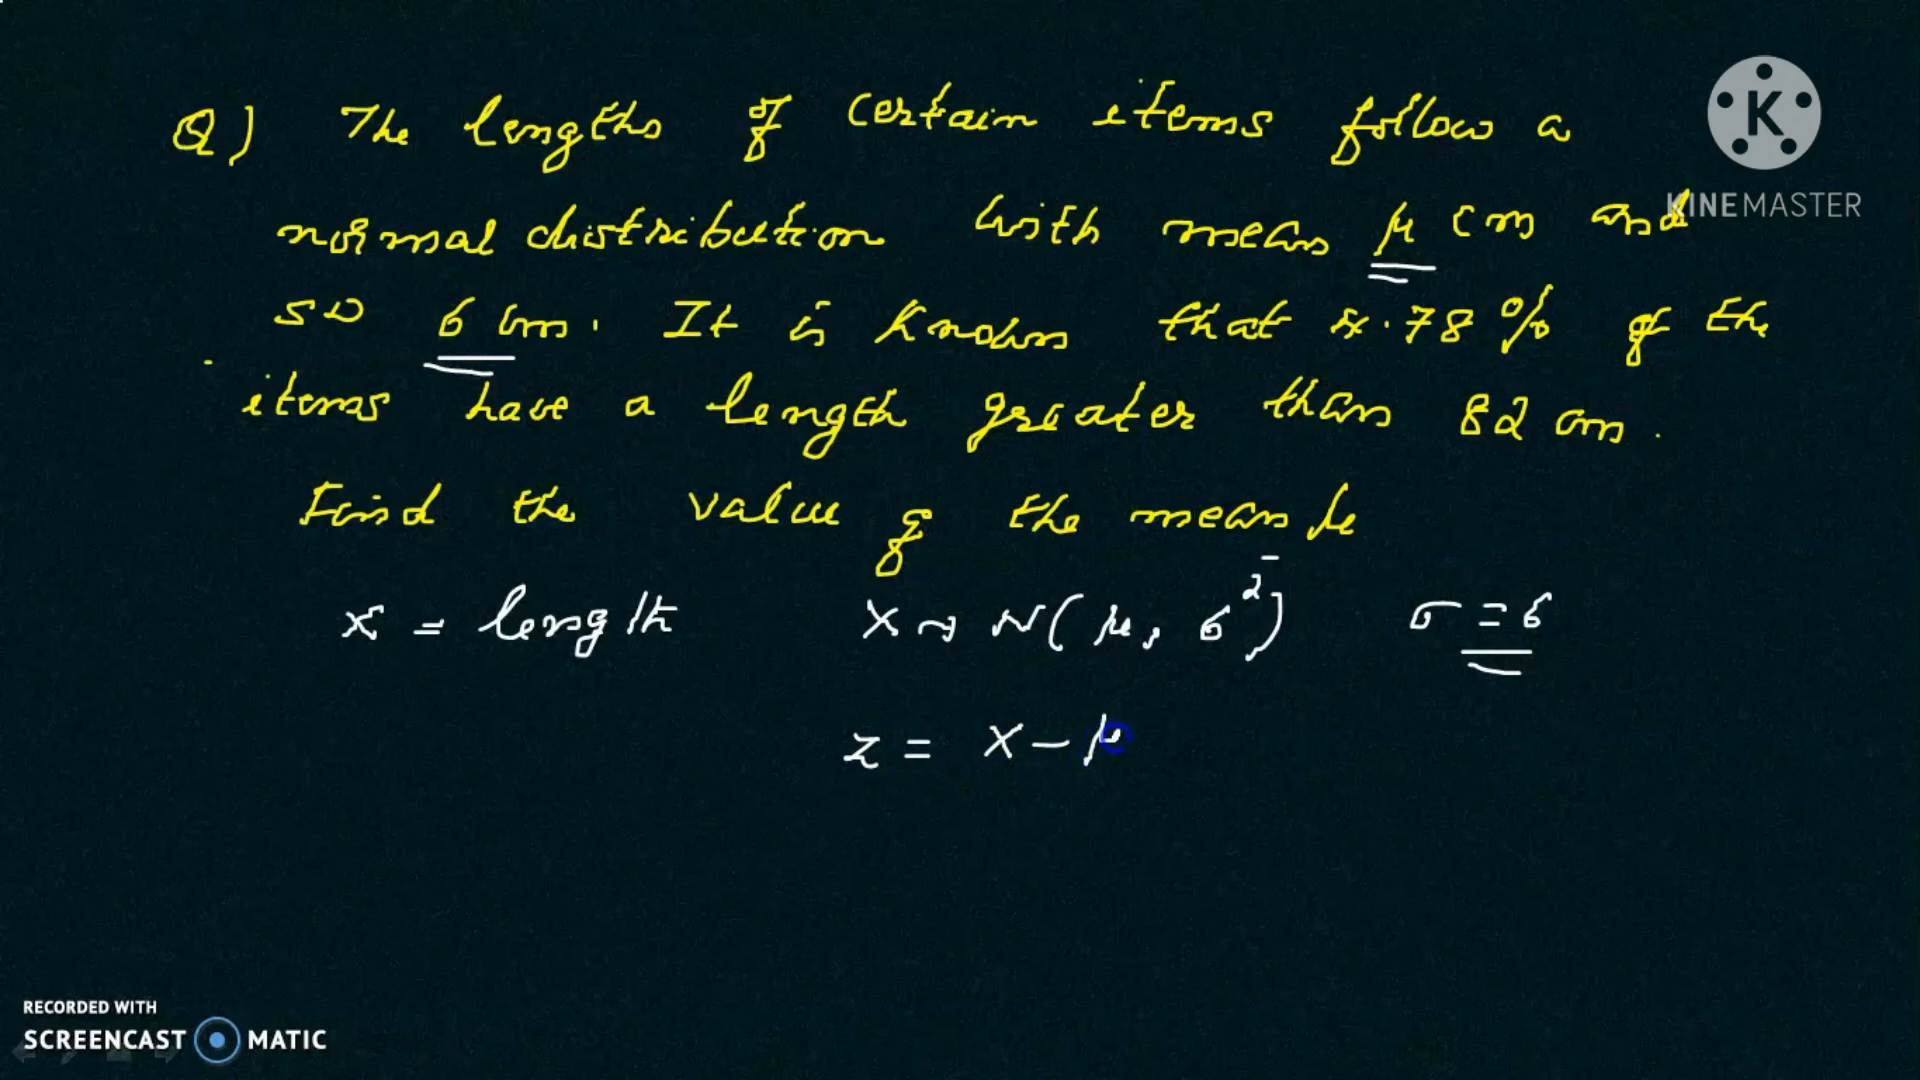 Q) The lengths of certain items follow a
KINEMASTER
normal distribution with mean μ cm and
SD 6 cm. It is known that 4.78 % of the
items have a length greater than 82 cm.
Find the value of the mean μ
x = length X ~ N(μ, 6²) σ = 6
z = x - μ
RECORDED WITH
SCREENCAST MATIC